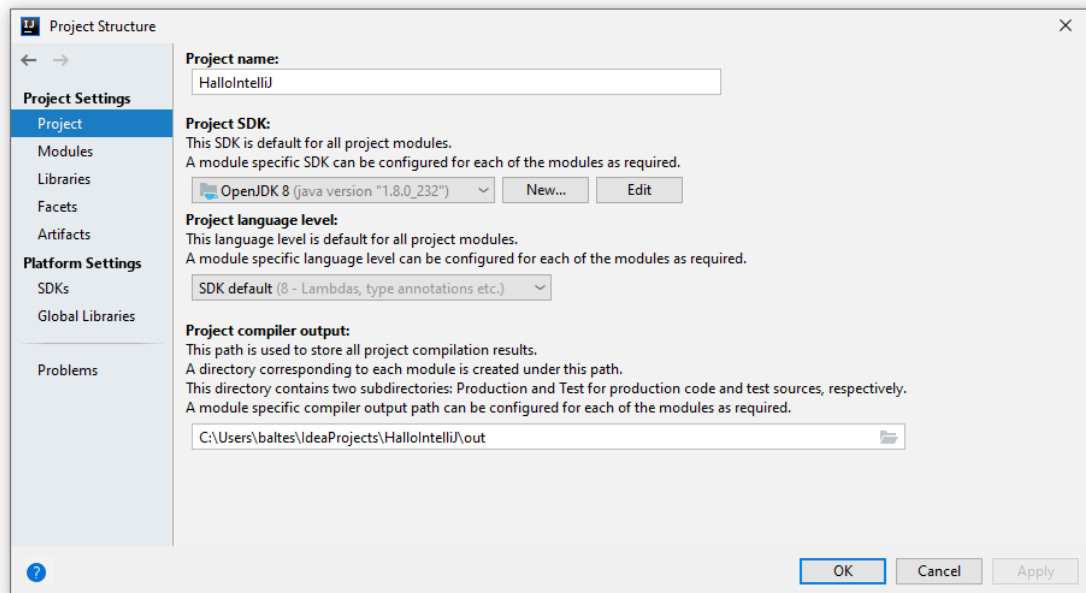 Project Structure
Project Settings
Project
Modules
Libraries
Facets
Artifacts
Platform Settings
SDKs
Global Libraries
Problems
Project name:
HalloIntelliJ
Project SDK:
This SDK is default for all project modules.
A module specific SDK can be configured for each of the modules as required.
OpenJDK 8 (java version "1.8.0_232") New... Edit
Project language level:
This language level is default for all project modules.
A module specific language level can be configured for each of the modules as required.
SDK default (8 - Lambdas, type annotations etc.)
Project compiler output:
This path is used to store all project compilation results.
A directory corresponding to each module is created under this path.
This directory contains two subdirectories: Production and Test for production code and test sources, respectively.
A module specific compiler output path can be configured for each of the modules as required.
C:\Users\baltes\IdeaProjects\HalloIntelliJ\out
? OK Cancel Apply